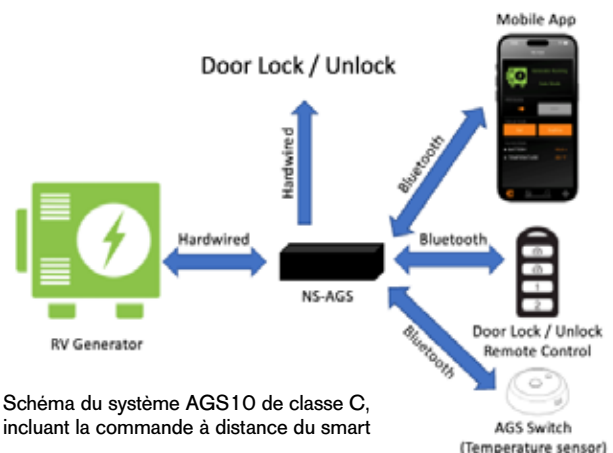 Mobile App
Door Lock / Unlock
Hardwired
Bluetooth
Hardwired
Bluetooth
NS-AGS
1
2
RV Generator
Bluetooth
Door Lock / Unlock
Remote Control
Schéma du système AGS10 de classe C,
incluant la commande à distance du smart
AGS Switch
(Temperature sensor)